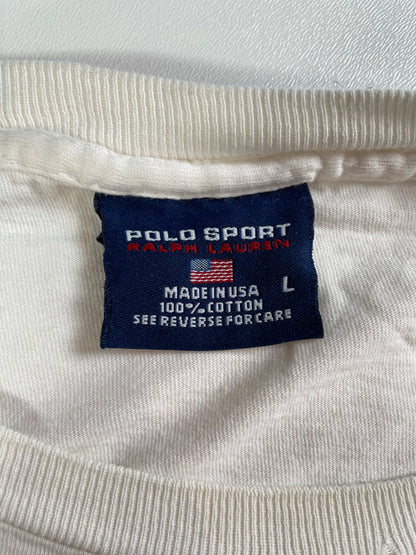 POLO SPORT
RALPH LAUREN
L
MADE IN USA
100% COTTON
SEE REVERSE FOR CARE